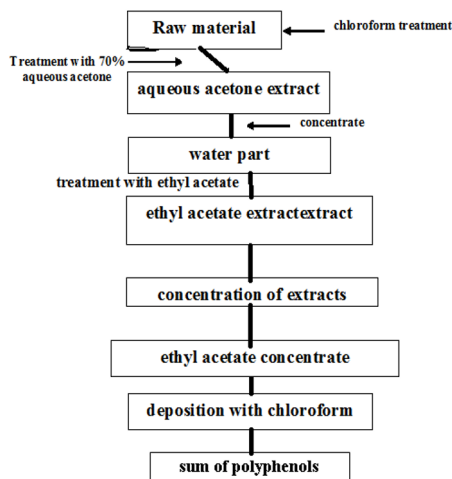 Raw material
chloroform treatment
Treatment with 70%
aqueous acetone
aqueous acetone extract
concentrate
water part
treatment with ethyl acetate
ethyl acetate extractextract
concentration of extracts
ethyl acetate concentrate
deposition with chloroform
sum of polyphenols